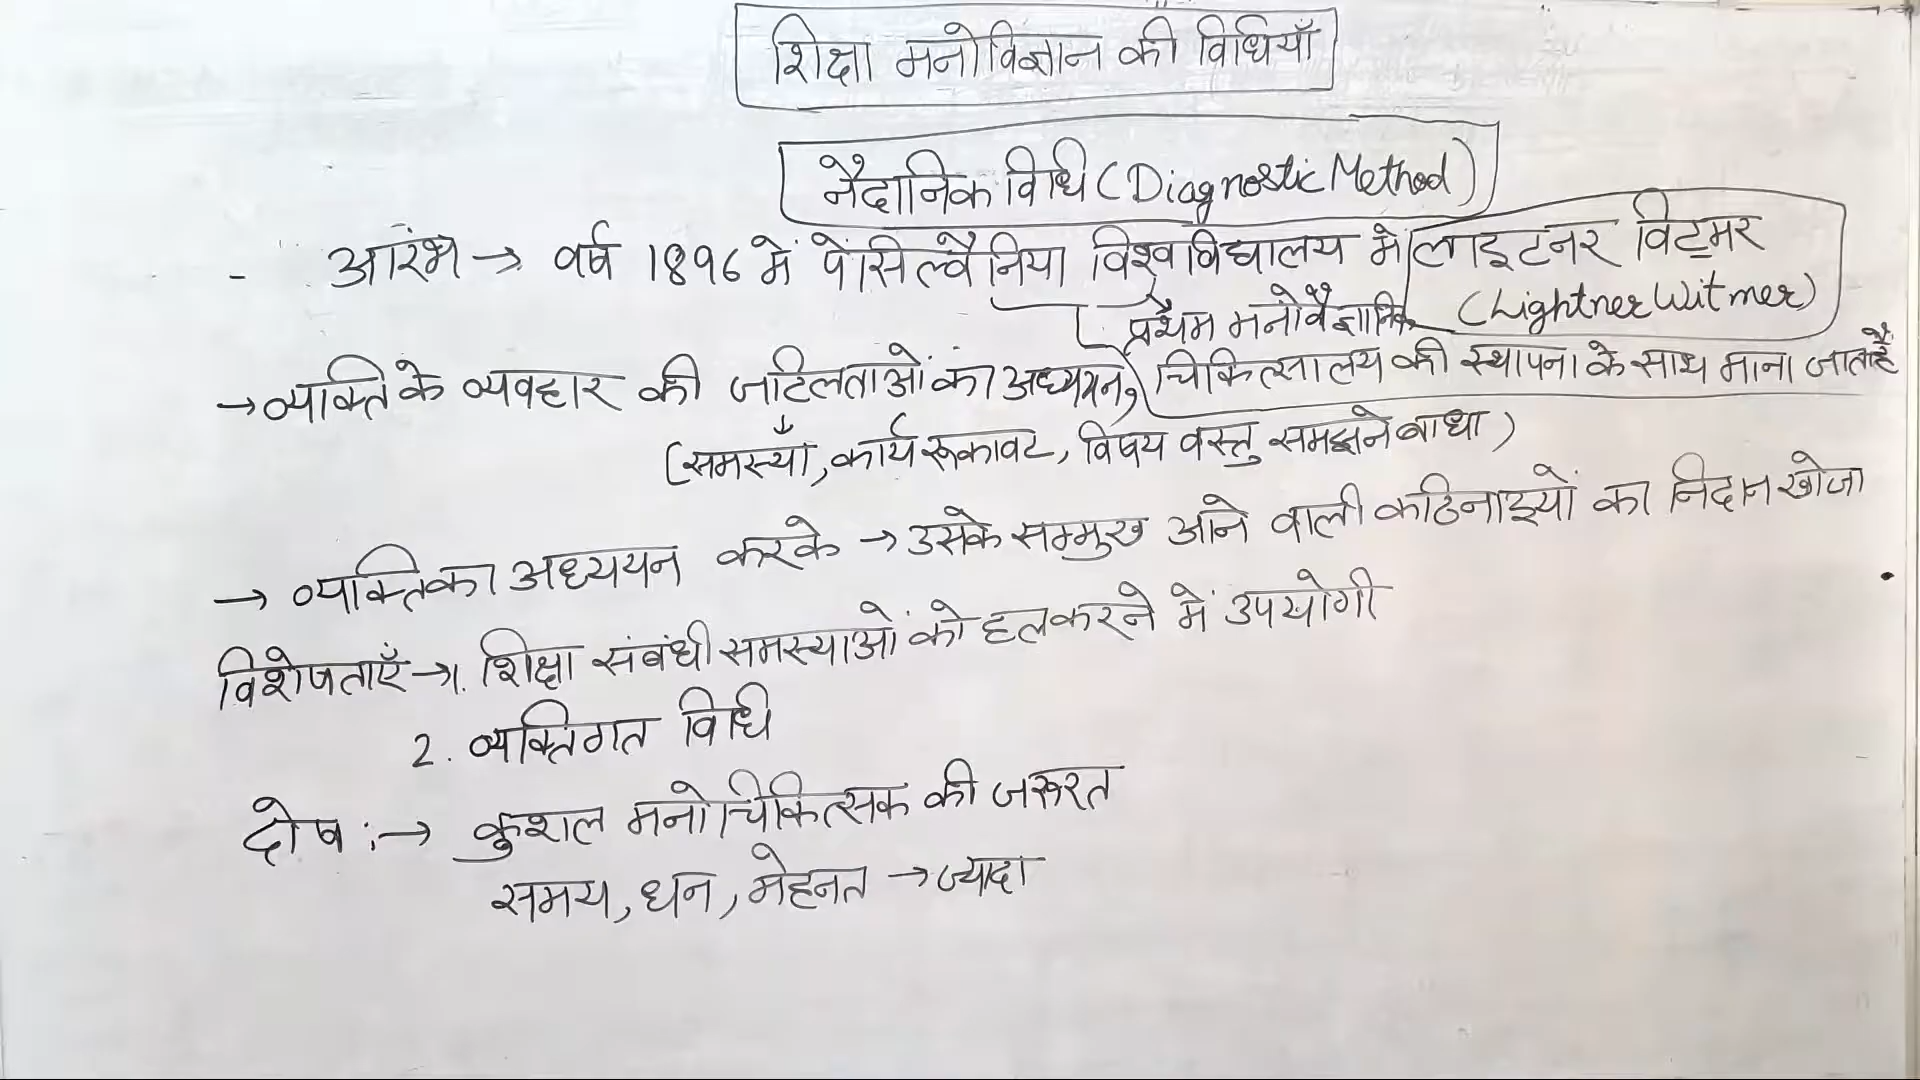 शिक्षा मनोविज्ञान की विधियाँ
नैदानिक विधि (Diagnostic Method)
- आरंभ → वर्ष 1896 में पेंसिल्वैनिया विश्वविद्यालय में लाइटनर विटमर
(Lightner Witmer)
प्रथम मनोवैज्ञानिक
चिकित्सालय की स्थापना के साथ माना जाता है
→ व्यक्ति के व्यवहार की जटिलताओं का अध्ययन,
(समस्याँ, कार्य रूकावट, विषय वस्तु समझने बाधा)
→ व्यक्ति का अध्ययन करके → उसके सम्मुख आने वाली कठिनाइयों का निदान खोजा
विशेषताएँ → 1. शिक्षा संबंधी समस्याओं को हल करने में उपयोगी
2. व्यक्तिगत विधि
दोष :→ कुशल मनोचिकित्सक की जरूरत
समय, धन, मेहनत → ज्यादा